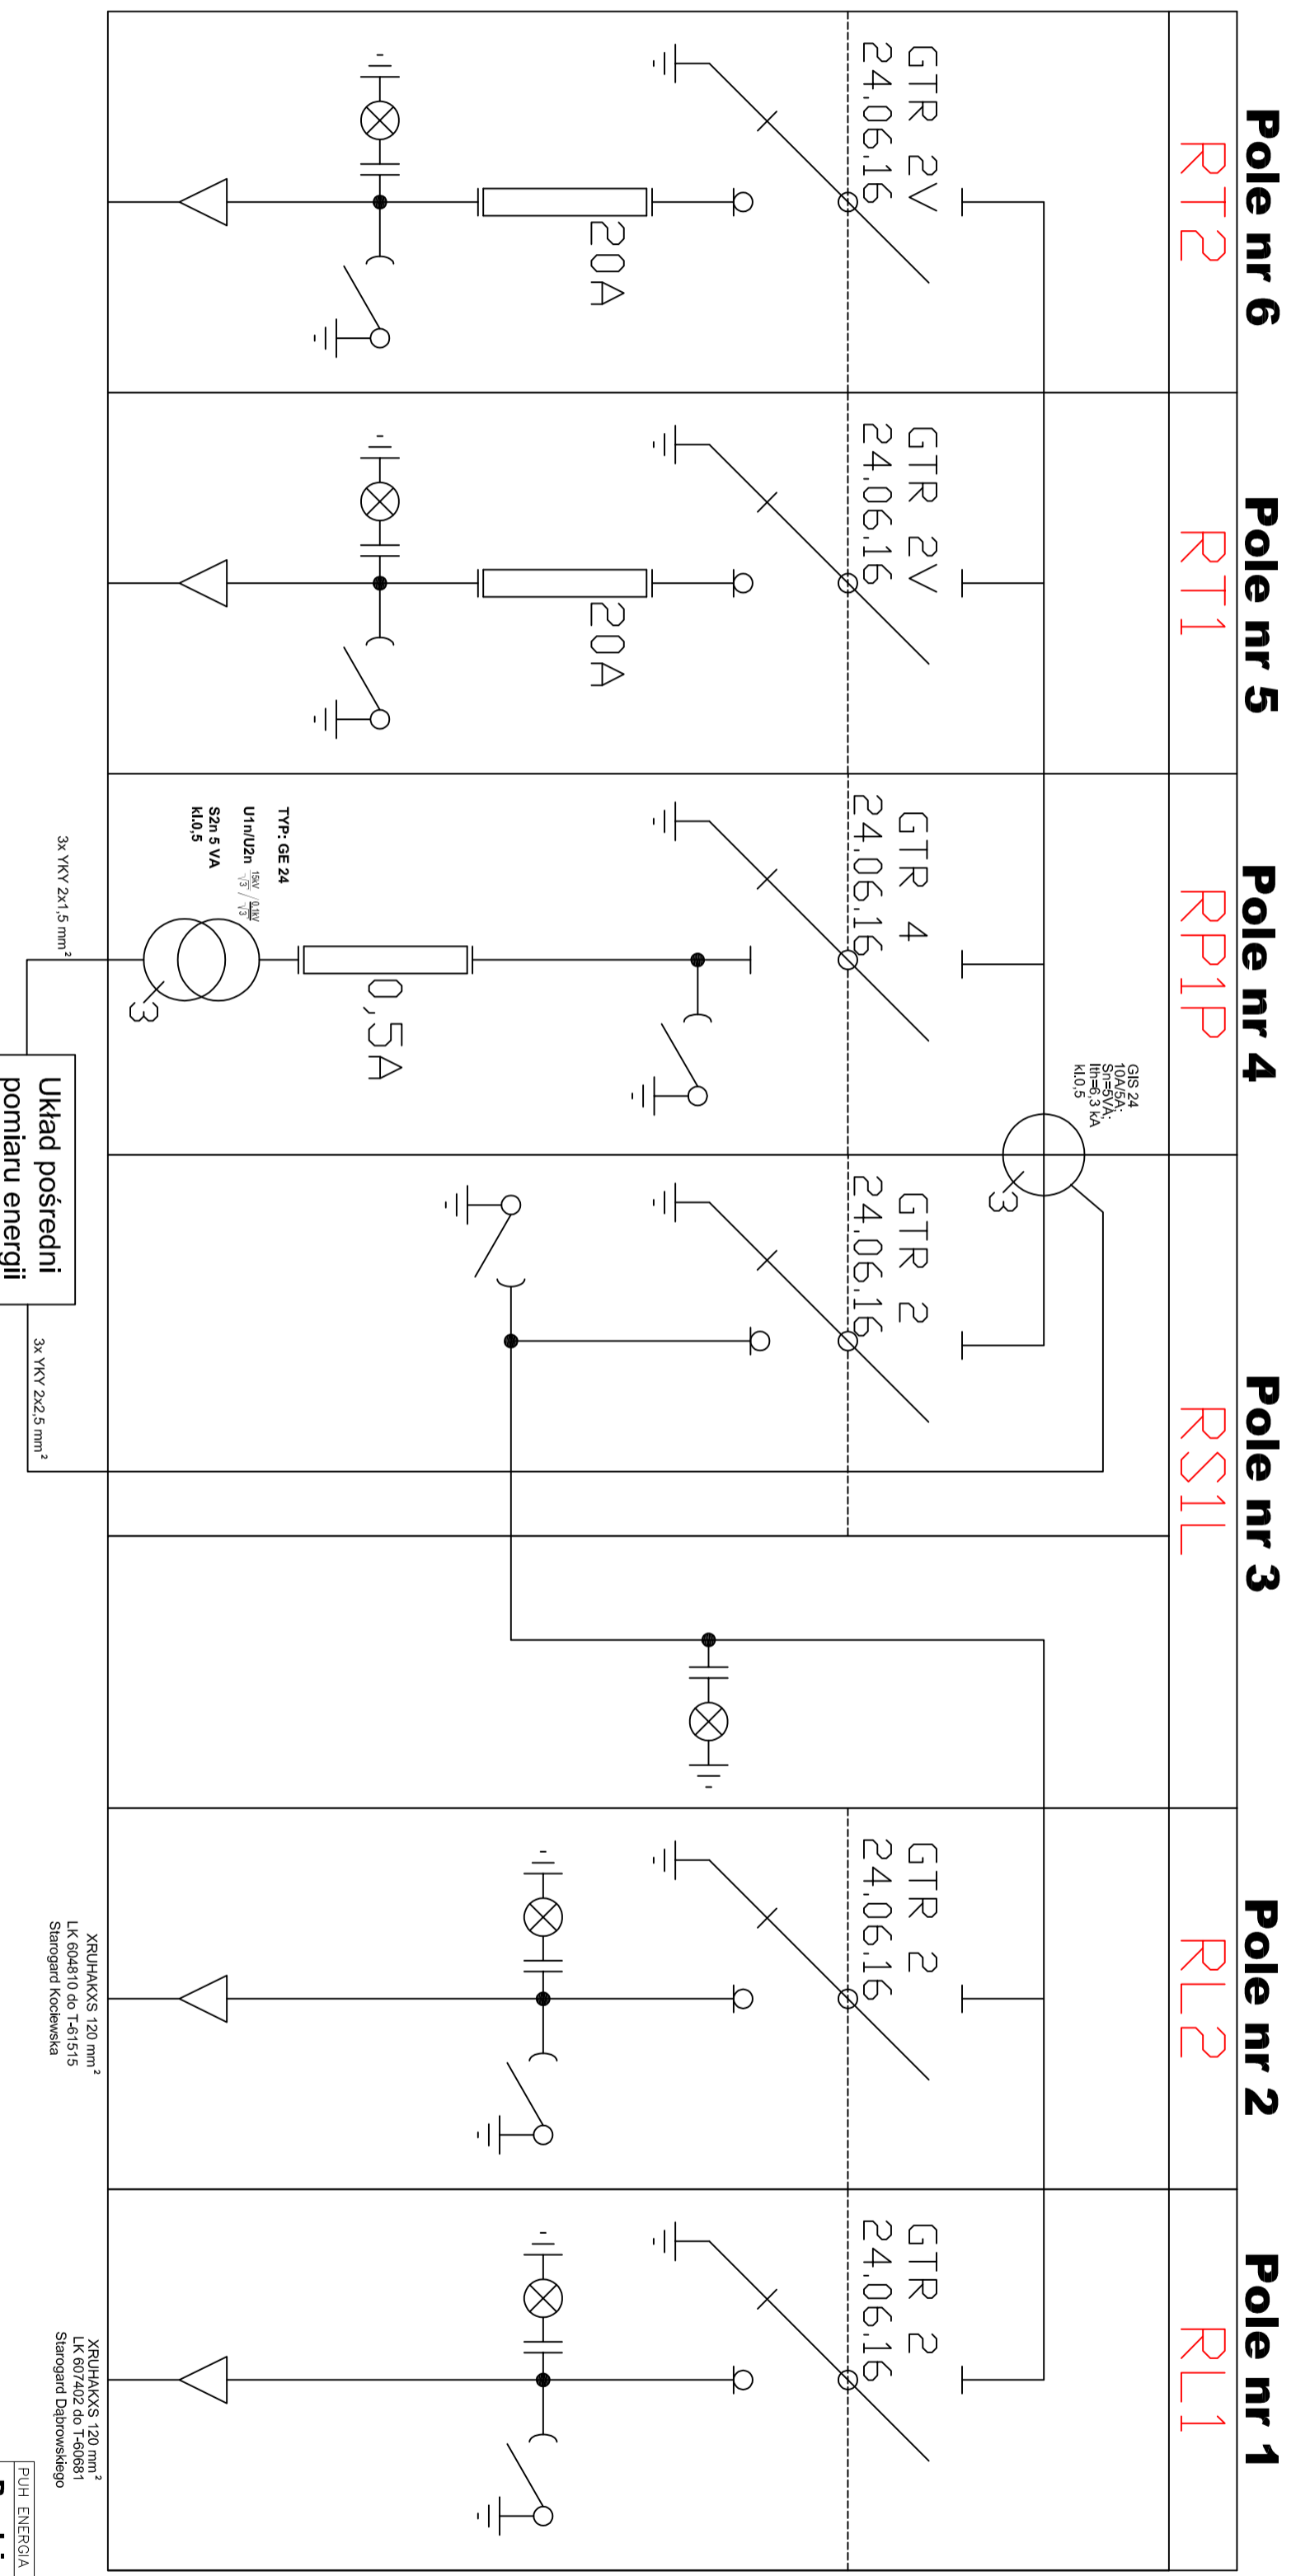 Pole nr 6
RT2
GTR 2V
24.06.16
20A
Pole nr 5
RT1
GTR 2V
24.06.16
20A
Pole nr 4
RP1P
GTR 4
24.06.16
0,5A
TYP: GE 24
U1n/U2n 15kV/√3 / 0,1kV/√3
S2n 5 VA
kl.0,5
3
3x YKY 2x1,5 mm²
GIS 24
10A/5A;
Sn=5VA;
Ith=6,3 kA
kl.0,5
3
Układ pośredni
pomiaru energii
3x YKY 2x2,5 mm²
Pole nr 3
RS1L
GTR 2
24.06.16
Pole nr 2
RL2
GTR 2
24.06.16
XRUHAKXS 120 mm²
LK 604810 do T-61515
Starogard Kociewska
Pole nr 1
RL1
GTR 2
24.06.16
XRUHAKXS 120 mm²
LK 607402 do T-60681
Starogard Dąbrowskiego
PUH ENERGIA